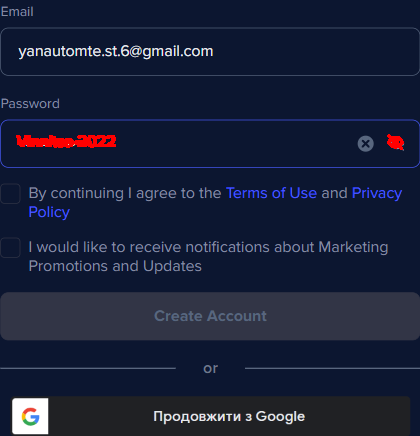 Email
yanautomte.st.6@gmail.com
Password
By continuing I agree to the Terms of Use and Privacy
Policy
I would like to receive notifications about Marketing
Promotions and Updates
Create Account
or
Продовжити з Google